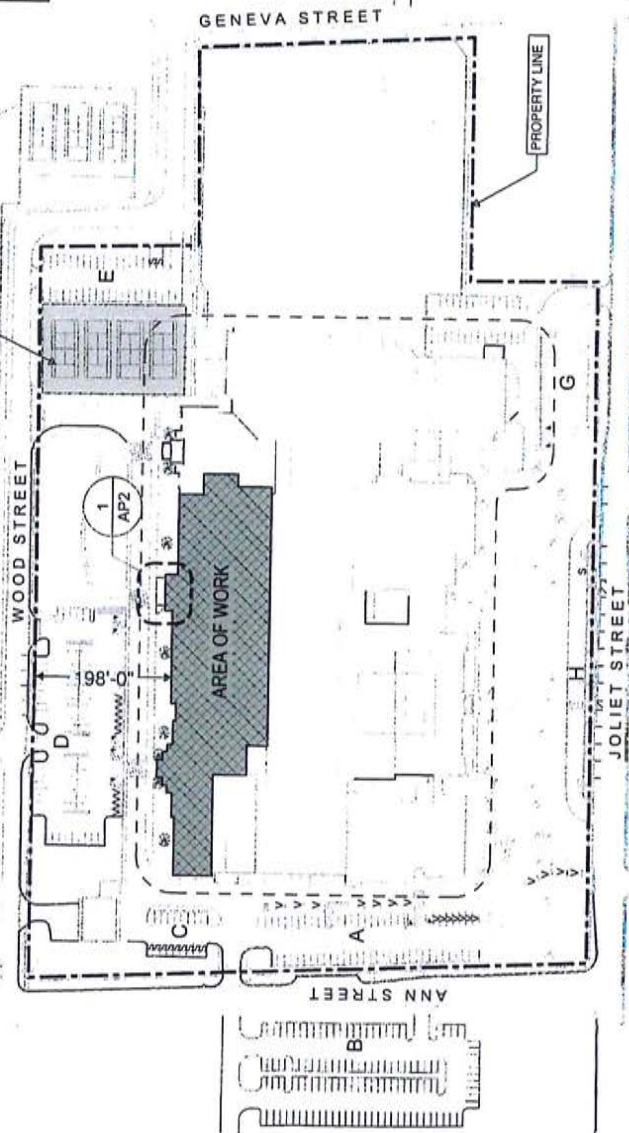 GENEVA STREET
PROPERTY LINE
E
WOOD STREET
1
AP2
G
AREA OF WORK
198'-0"
D
H
S
JOLIET STREET
C
A
ANN STREET
B